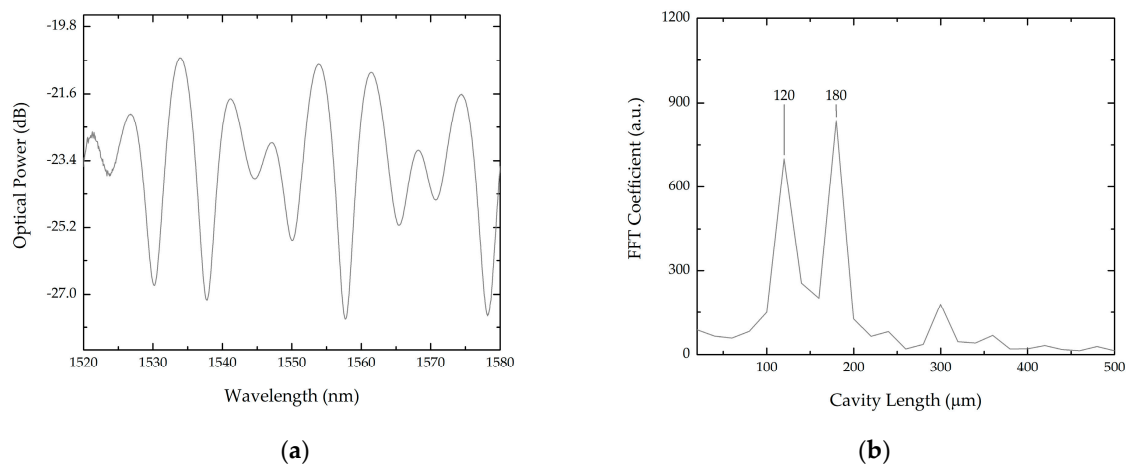 -19.8
-21.6
-23.4
-25.2
-27.0
Optical Power (dB)
1520 1530 1540 1550 1560 1570 1580
Wavelength (nm)
(a)
1200
900
600
300
0
FFT Coefficient (a.u.)
120 180
100 200 300 400 500
Cavity Length (μm)
(b)